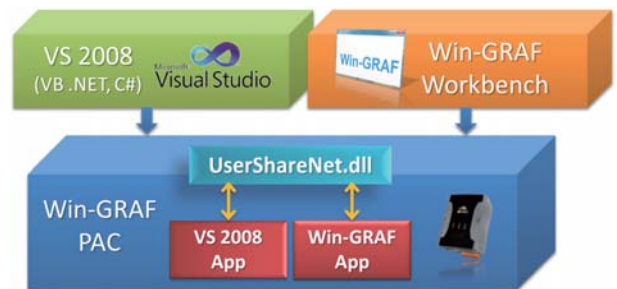 VS 2008
(VB .NET, C#)
Microsoft
Visual Studio
Win-GRAF
Win-GRAF
Workbench
UserShareNet.dll
Win-GRAF
PAC
VS 2008
App
Win-GRAF
App